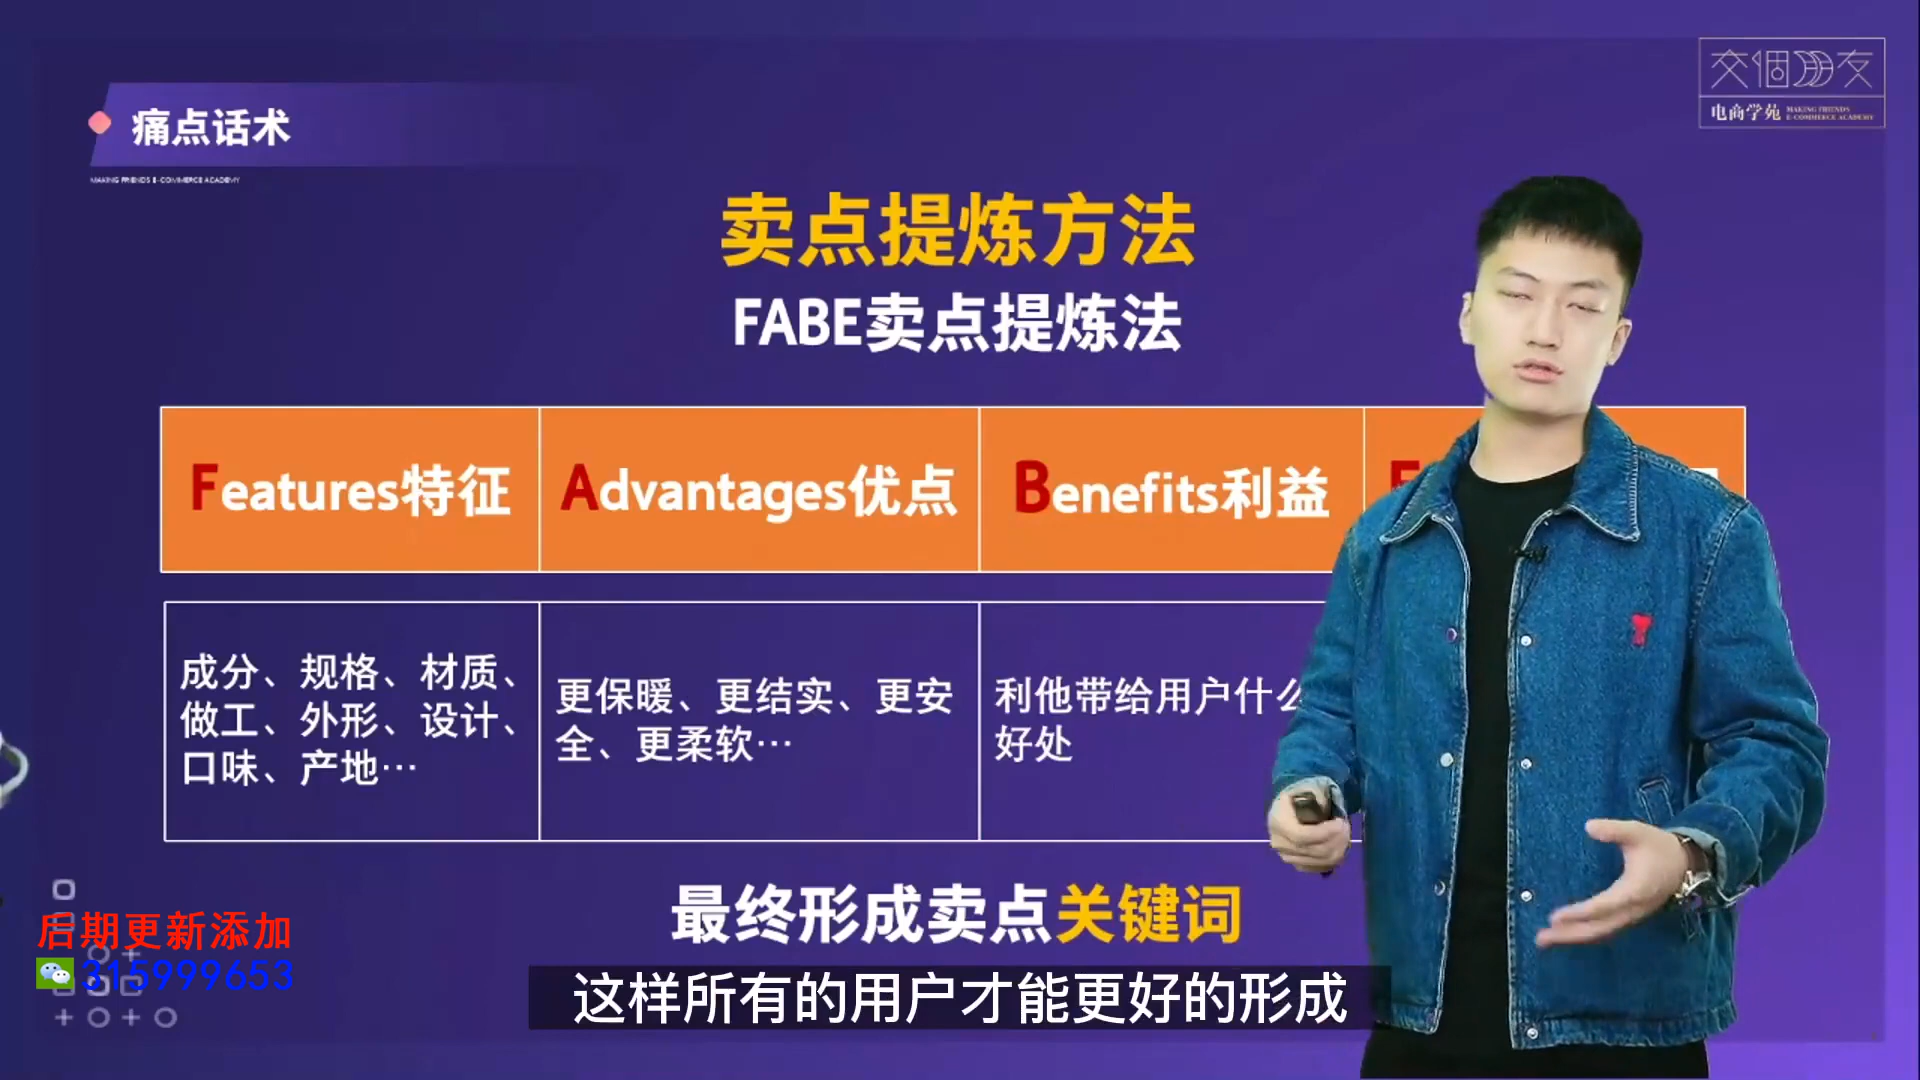 交個朋友
电商学苑 MAKING FRIENDS E-COMMERCE ACADEMY
痛点话术
MAKING FRIENDS E-COMMERCE ACADEMY
卖点提炼方法
FABE卖点提炼法
Features特征
Advantages优点
Benefits利益
成分、规格、材质、
做工、外形、设计、
口味、产地…
更保暖、更结实、更安
全、更柔软…
利他带给用户什么
好处
最终形成卖点关键词
后期更新添加
315999653
这样所有的用户才能更好的形成